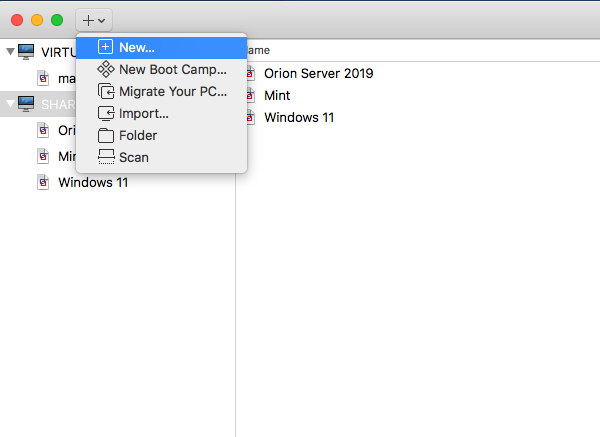 VIRTU
New...
ame
New Boot Camp...
Orion Server 2019
ma
Migrate Your PC...
Mint
SHAR
Import...
Windows 11
Ori
Folder
Min
Scan
Windows 11